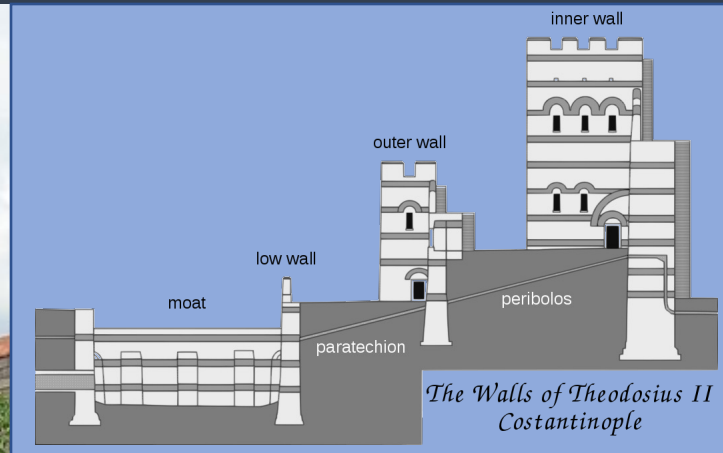 inner wall
outer wall
low wall
moat
peribolos
paratechion
The Walls of Theodosius II
Costantinople